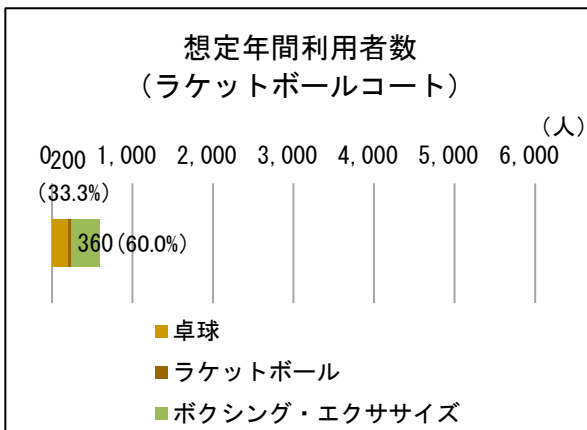 想定年間利用者数
（ラケットボールコート）
（人）
0 1,000 2,000 3,000 4,000 5,000 6,000
200
(33.3%)
360(60.0%)
卓球
ラケットボール
ボクシング・エクササイズ